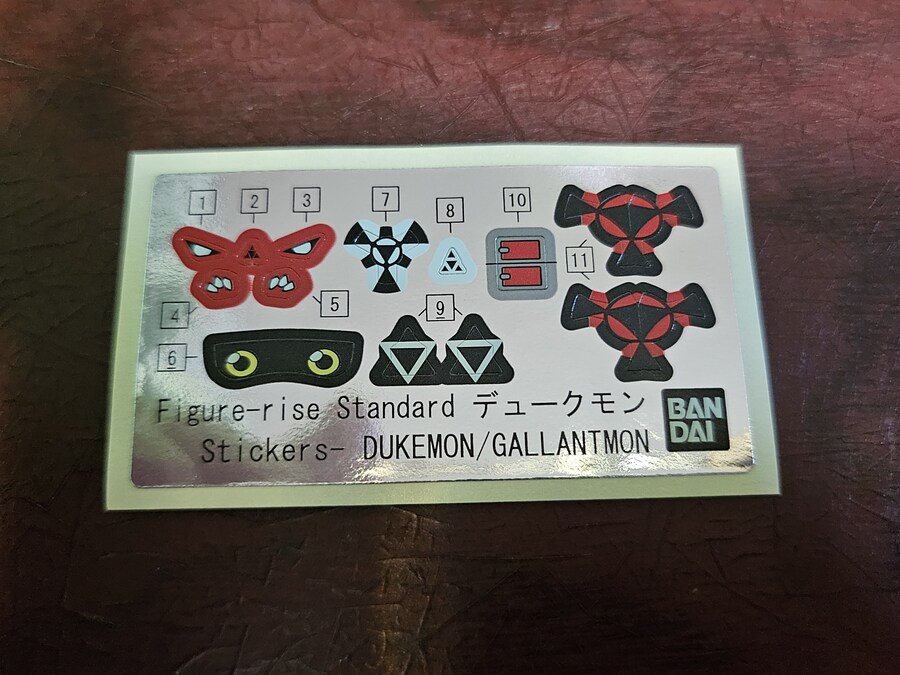 1 2 3 7 8 10
11
4 5 9
6
Figure-rise Standard デュークモン
Stickers- DUKEMON/GALLANTMON
BAN
DAI